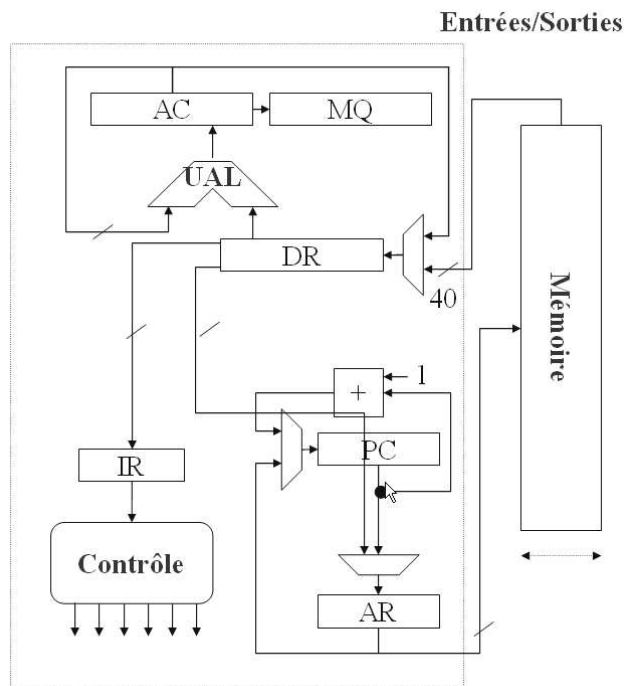 Entrées/Sorties
AC
MQ
UAL
DR
40
Mémoire
1
+
PC
IR
Contrôle
AR